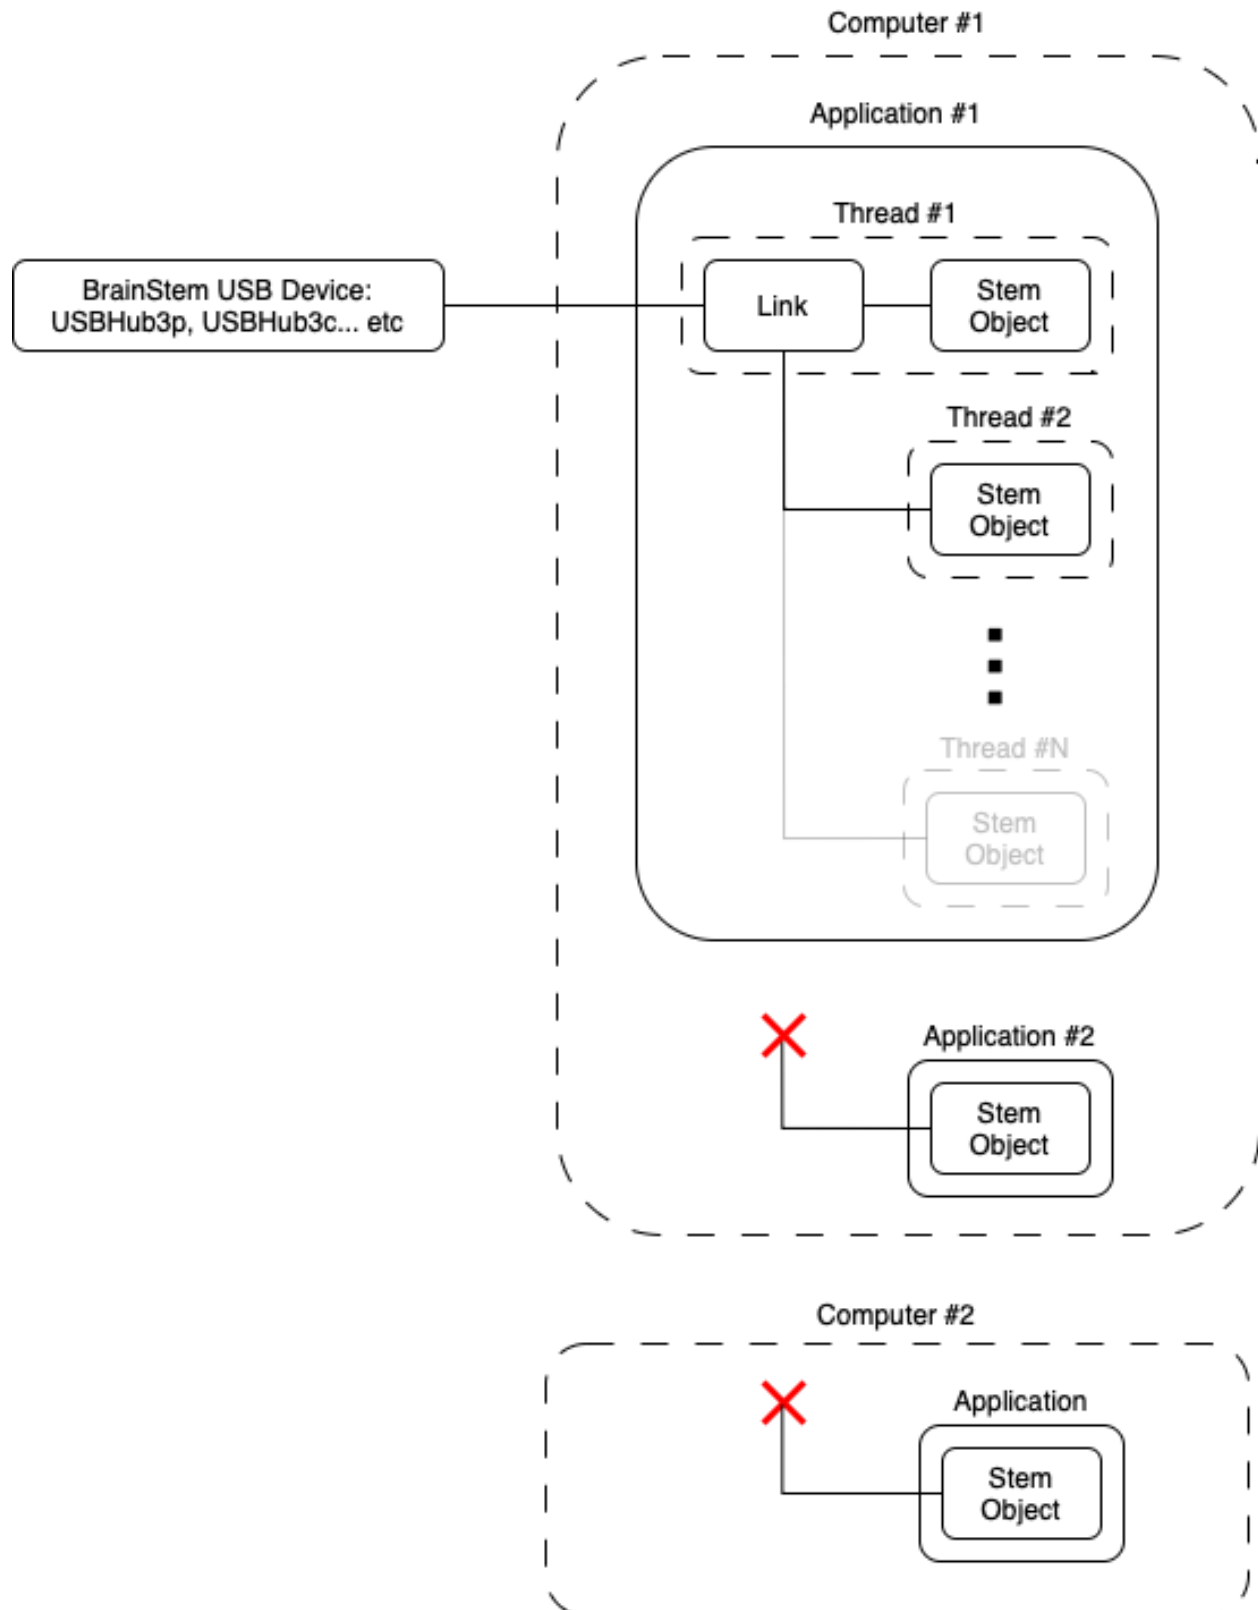 Computer #1
Application #1
Thread #1
BrainStem USB Device:
USBHub3p, USBHub3c... etc
Link
Stem
Object
Thread #2
Stem
Object
Thread #N
Stem
Object
Application #2
Stem
Object
Computer #2
Application
Stem
Object